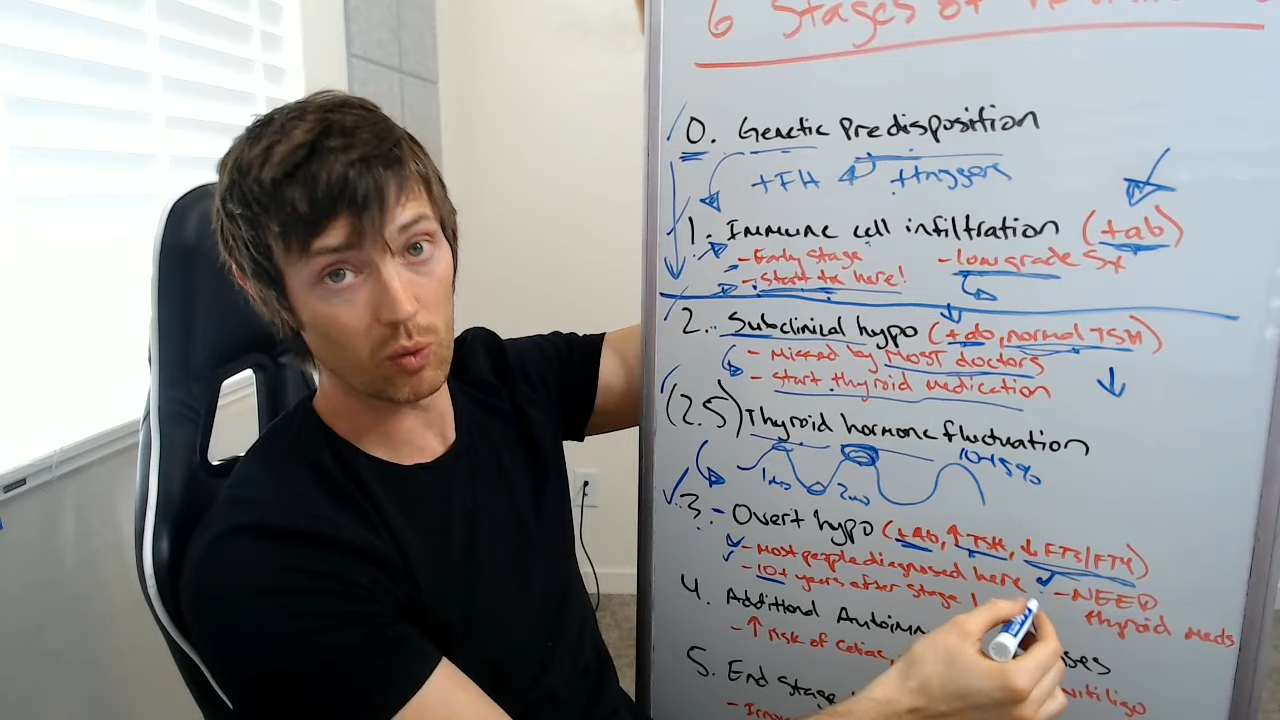 6 Stages of
0. Genetic Predisposition
+FH triggers
1. Immune cell infiltration (+ab)
- Early stage - low grade Sx
- Start tx here!
2. Subclinical hypo (+ab, normal TSH)
- Missed by MOST doctors
- start thyroid medication
(2.5) Thyroid hormone fluctuation
10-15%
1mo 2mo
3. Overt hypo (+Ab, ↑TSH, ↓FT3/FT4)
- Most people diagnosed here - NEED
- 10+ years after stage 1 thyroid meds
4. Additional Autoimm
- ↑ risk of Celiac, vitiligo
5. End stage